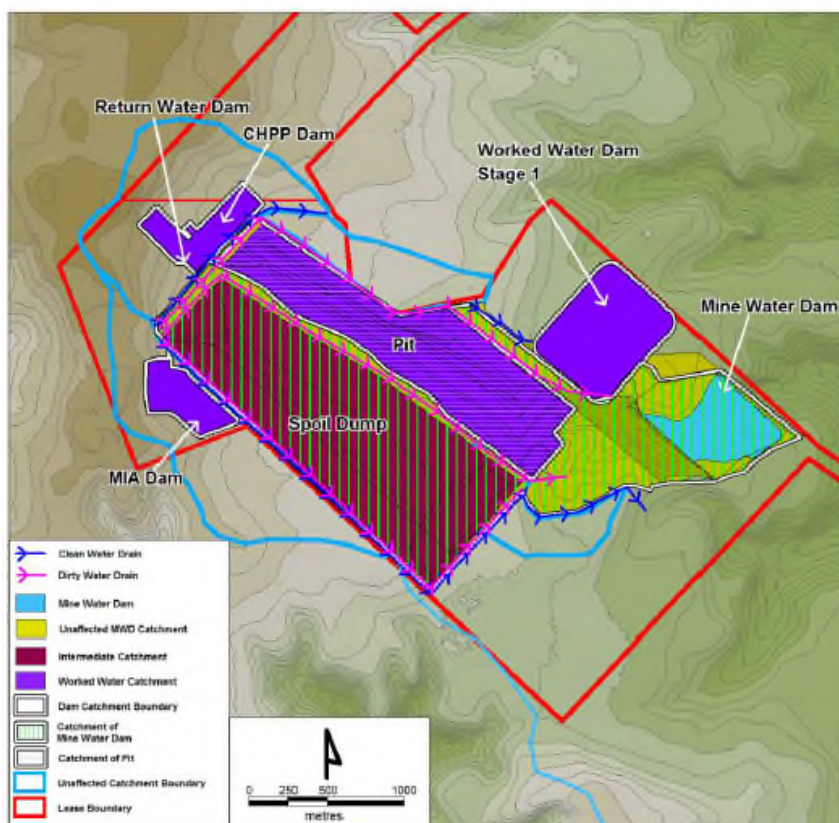 Return Water Dam
CHPP Dam
Worked Water Dam
Stage 1
Mine Water Dam
Pit
Spoil Dump
MIA Dam
Clean Water Drain
Dirty Water Drain
Mine Water Dam
Unaffected MWD Catchment
Intermediate Catchment
Worked Water Catchment
Dam Catchment Boundary
Catchment of
Mine Water Dam
Catchment of Pit
Unaffected Catchment Boundary
Lease Boundary
0 250 500 1000
metres